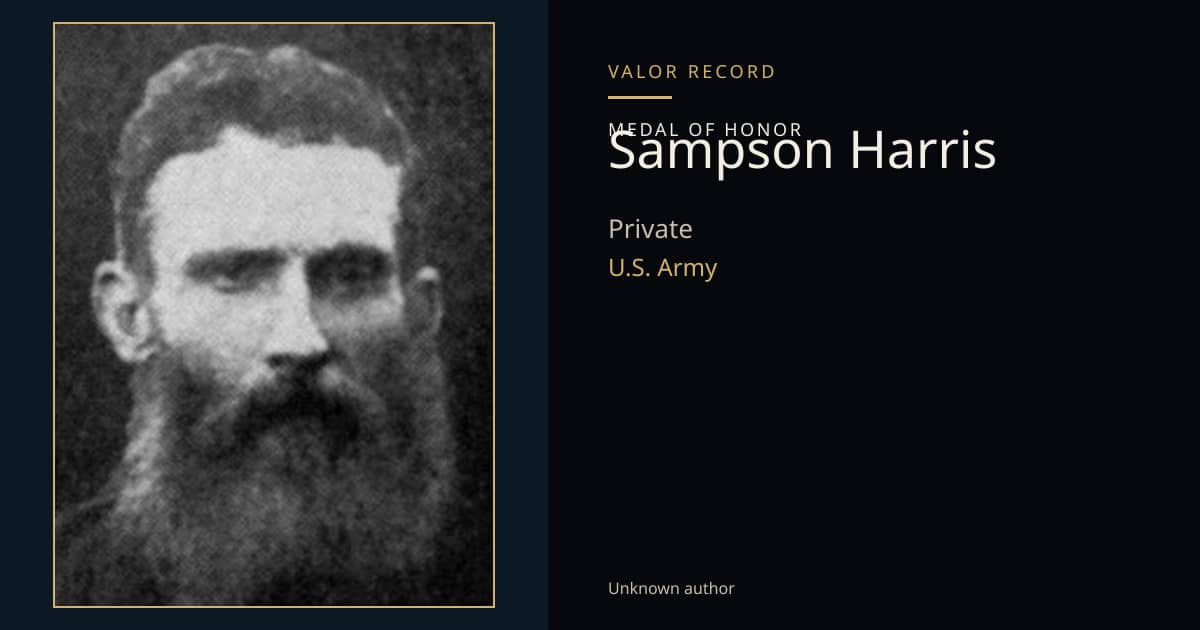 VALOR RECORD
MEDAL OF HONOR
Sampson Harris
Private
U.S. Army
Unknown author